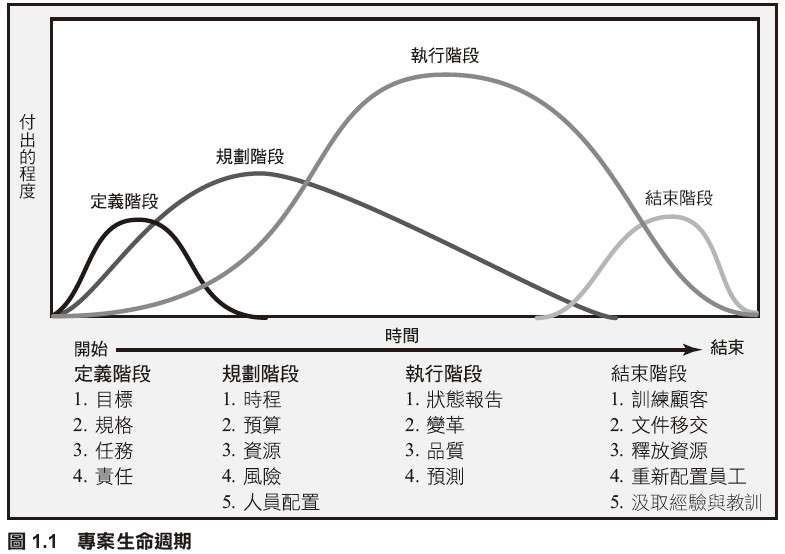 執行階段
規劃階段
定義階段
結束階段
付出的程度
時間
開始
結束
定義階段
1. 目標
2. 規格
3. 任務
4. 責任
規劃階段
1. 時程
2. 預算
3. 資源
4. 風險
5. 人員配置
執行階段
1. 狀態報告
2. 變革
3. 品質
4. 預測
結束階段
1. 訓練顧客
2. 文件移交
3. 釋放資源
4. 重新配置員工
5. 汲取經驗與教訓
圖 1.1 專案生命週期